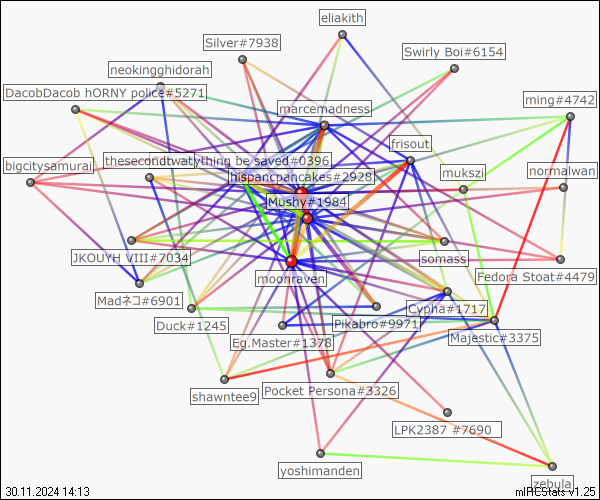 eliakith
Silver#7938
Swirly Boi#6154
neokingghidorah
DacobDacob hORNY police#5271
ming#4742
marcemadness
frisout
thesecondtwatything be saved#0396
bigcitysamurai
mukszi
normalwan
hispancpancakes#2928
Mushy#1984
JKOUYH VIII#7034
somass
moonraven
Fedora Stoat#4479
Madネコ#6901
Cypha#1717
Duck#1245
Pikabro#9971
Majestic#3375
Eg.Master#1378
Pocket Persona#3326
shawntee9
LPK2387 #7690
yoshimanden
zebula
30.11.2024 14:13
mIRCStats v1.25